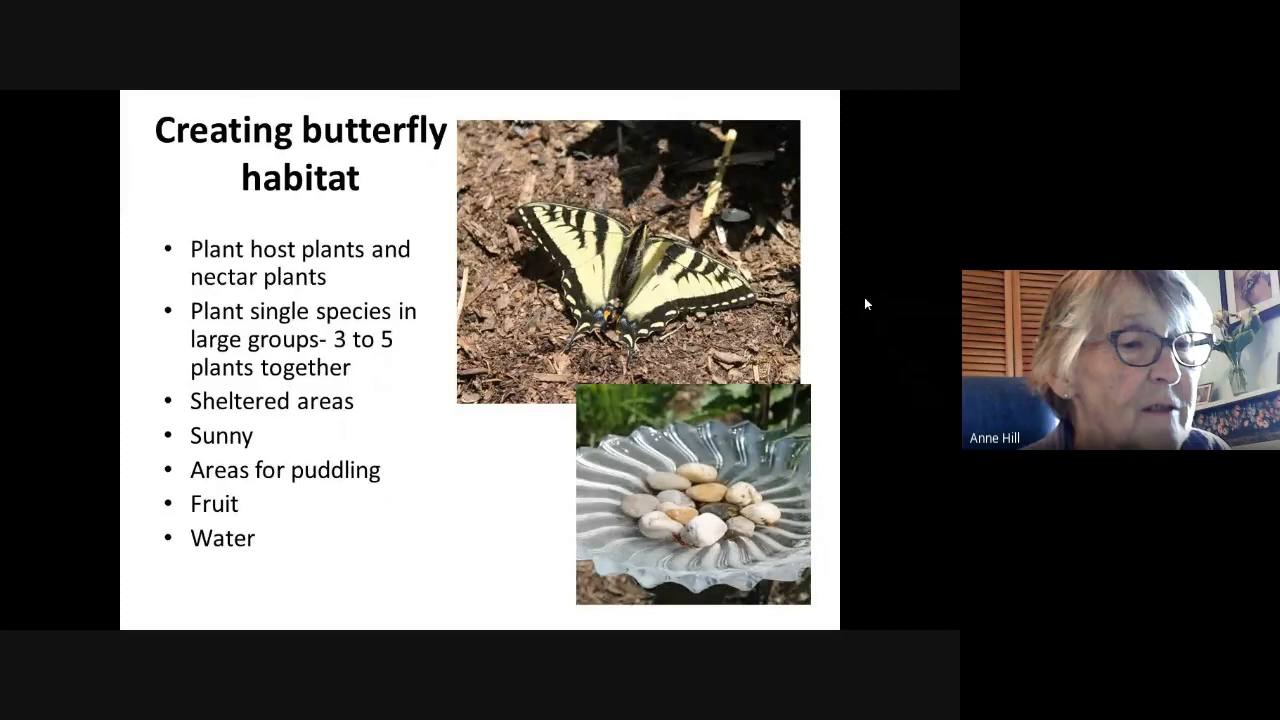 Creating butterfly
habitat
• Plant host plants and
nectar plants
• Plant single species in
large groups- 3 to 5
plants together
• Sheltered areas
• Sunny
• Areas for puddling
• Fruit
• Water
Anne Hill